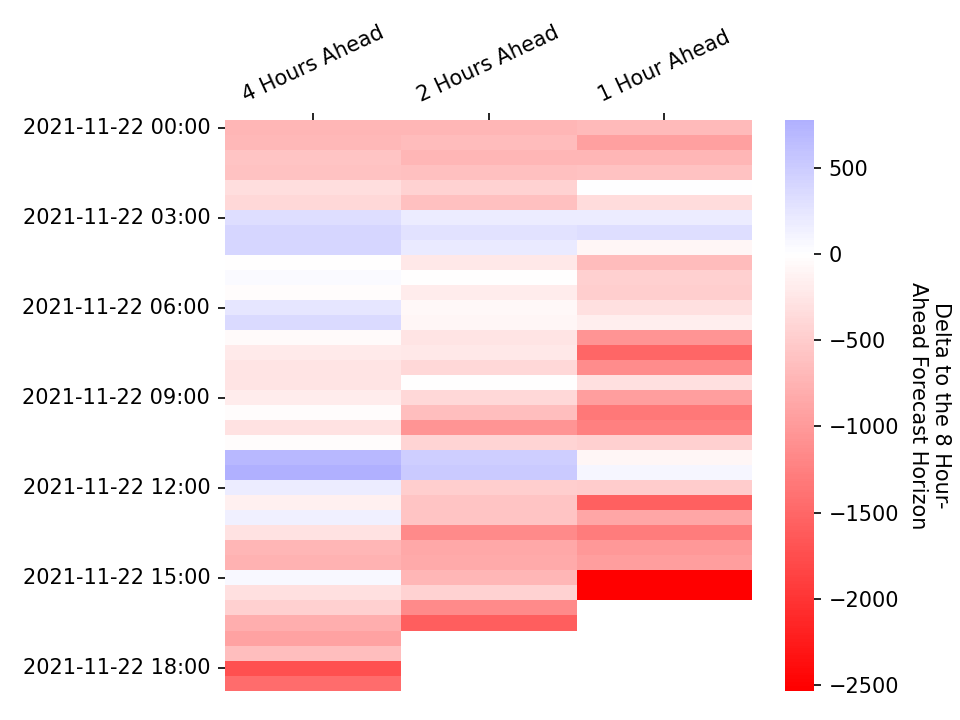 4 Hours Ahead
2 Hours Ahead
1 Hour Ahead
2021-11-22 00:00
2021-11-22 03:00
2021-11-22 06:00
2021-11-22 09:00
2021-11-22 12:00
2021-11-22 15:00
2021-11-22 18:00
500
0
−500
−1000
−1500
−2000
−2500
Delta to the 8 Hour-
Ahead Forecast Horizon